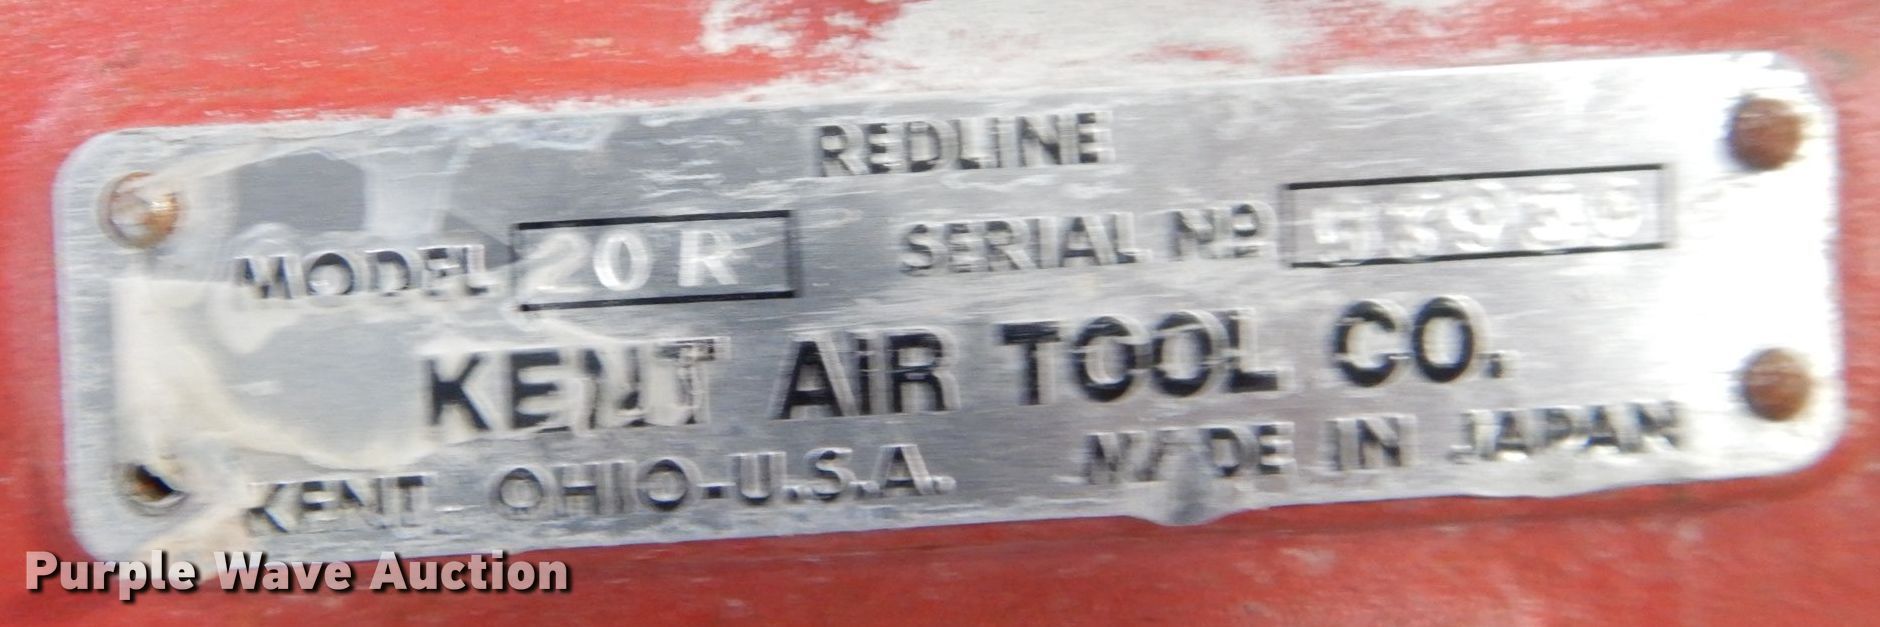 REDLINE
MODEL 20 R SERIAL NO
KENT AIR TOOL CO.
KENT, OHIO-U.S.A. MADE IN JAPAN
Purple Wave Auction